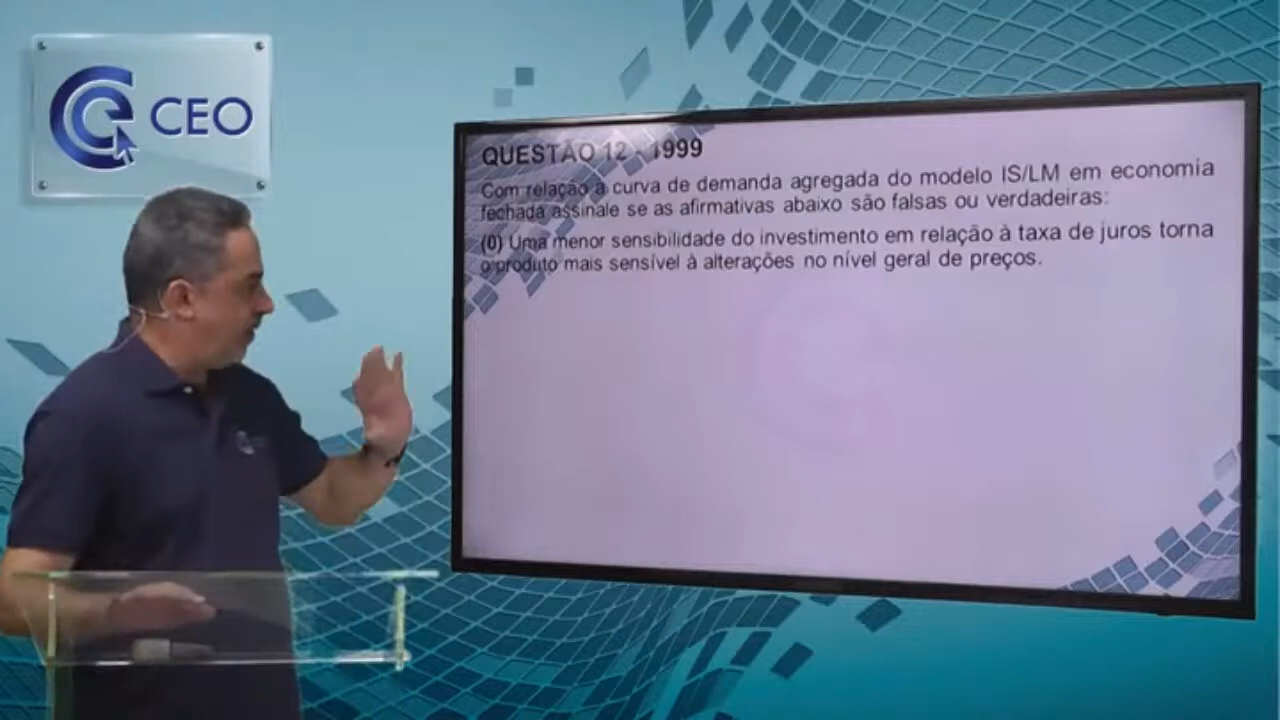 CEO
QUESTÃO 12 - 1999
Com relação à curva de demanda agregada do modelo IS/LM em economia
fechada assinale se as afirmativas abaixo são falsas ou verdadeiras:
(0) Uma menor sensibilidade do investimento em relação à taxa de juros torna
o produto mais sensível à alterações no nível geral de preços.